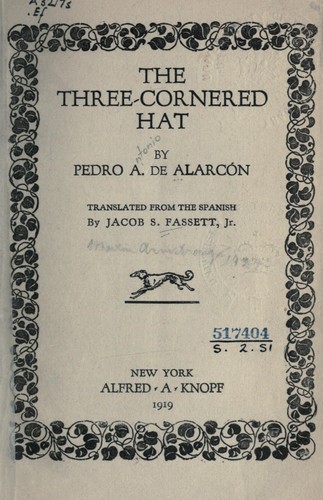 THE
THREE-CORNERED
HAT
BY
PEDRO A. DE ALARCÓN
TRANSLATED FROM THE SPANISH
By JACOB S. FASSETT, Jr.
517404
S. 2. 51
NEW YORK
ALFRED · A · KNOPF
1919